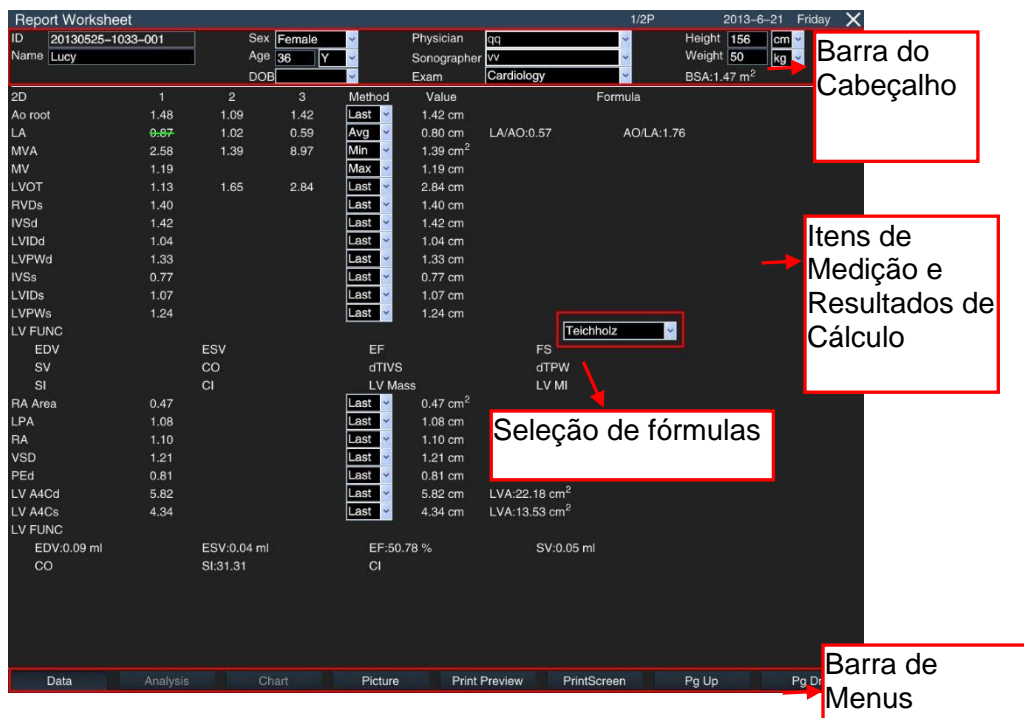 Report Worksheet 1/2P 2013-6-21 Friday X
ID 20130525-1033-001 Sex Female Physician qq Height 156 cm
Name Lucy Age 36 Y Sonographer vv Weight 50 kg
DOB Exam Cardiology BSA:1.47 m²
Barra do
Cabeçalho
2D 1 2 3 Method Value Formula
Ao root 1.48 1.09 1.42 Last 1.42 cm
LA 0.87 1.02 0.59 Avg 0.80 cm LA/AO:0.57 AO/LA:1.76
MVA 2.58 1.39 8.97 Min 1.39 cm²
MV 1.19 Max 1.19 cm
LVOT 1.13 1.65 2.84 Last 2.84 cm
RVDs 1.40 Last 1.40 cm
IVSd 1.42 Last 1.42 cm
LVIDd 1.04 Last 1.04 cm
LVPWd 1.33 Last 1.33 cm
IVSs 0.77 Last 0.77 cm
LVIDs 1.07 Last 1.07 cm
LVPWs 1.24 Last 1.24 cm
Itens de
Medição e
Resultados de
Cálculo
LV FUNC Teichholz
EDV ESV EF FS
SV CO dTIVS dTPW
SI CI LV Mass LV MI
RA Area 0.47 Last 0.47 cm²
LPA 1.08 Last 1.08 cm
RA 1.10 Last 1.10 cm
VSD 1.21 Last 1.21 cm
PEd 0.81 Last 0.81 cm
Seleção de fórmulas
LV A4Cd 5.82 Last 5.82 cm LVA:22.18 cm²
LV A4Cs 4.34 Last 4.34 cm LVA:13.53 cm²
LV FUNC
EDV:0.09 ml ESV:0.04 ml EF:50.78 % SV:0.05 ml
CO SI:31.31 CI
Data Analysis Chart Picture Print Preview PrintScreen Pg Up Pg
Barra de
Menus